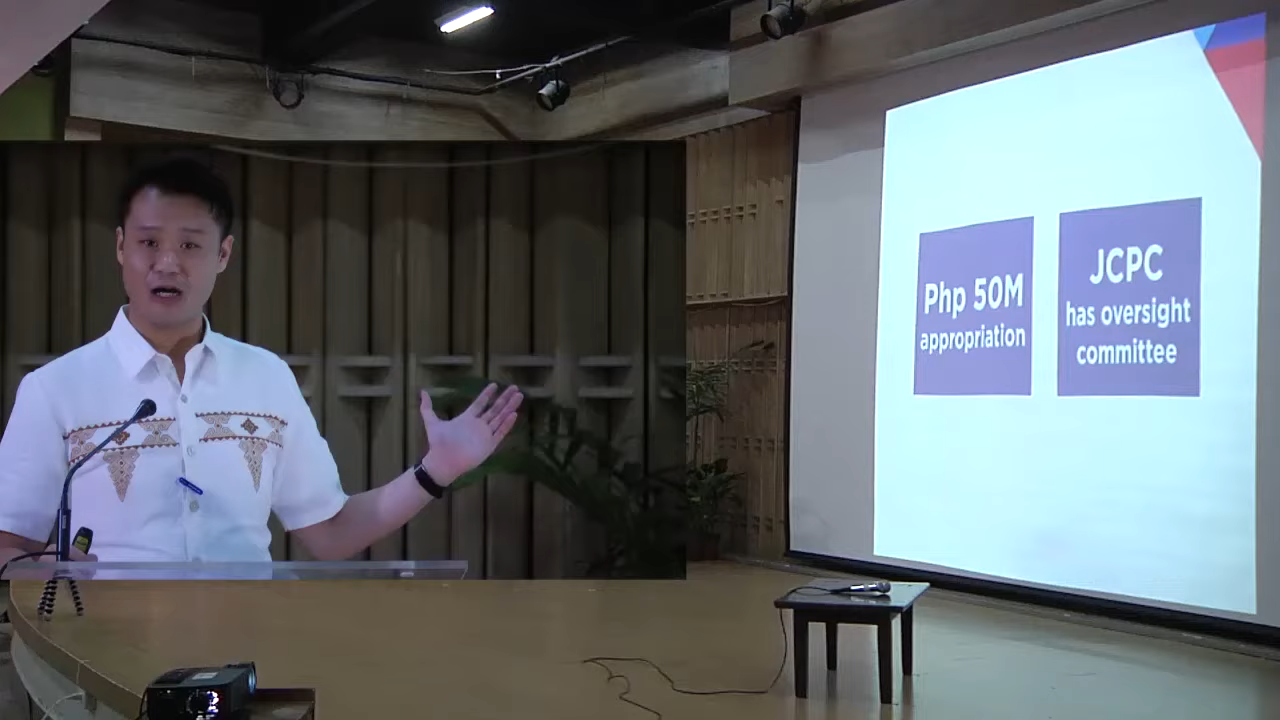 Php 50M
appropriation
JCPC
has oversight
committee